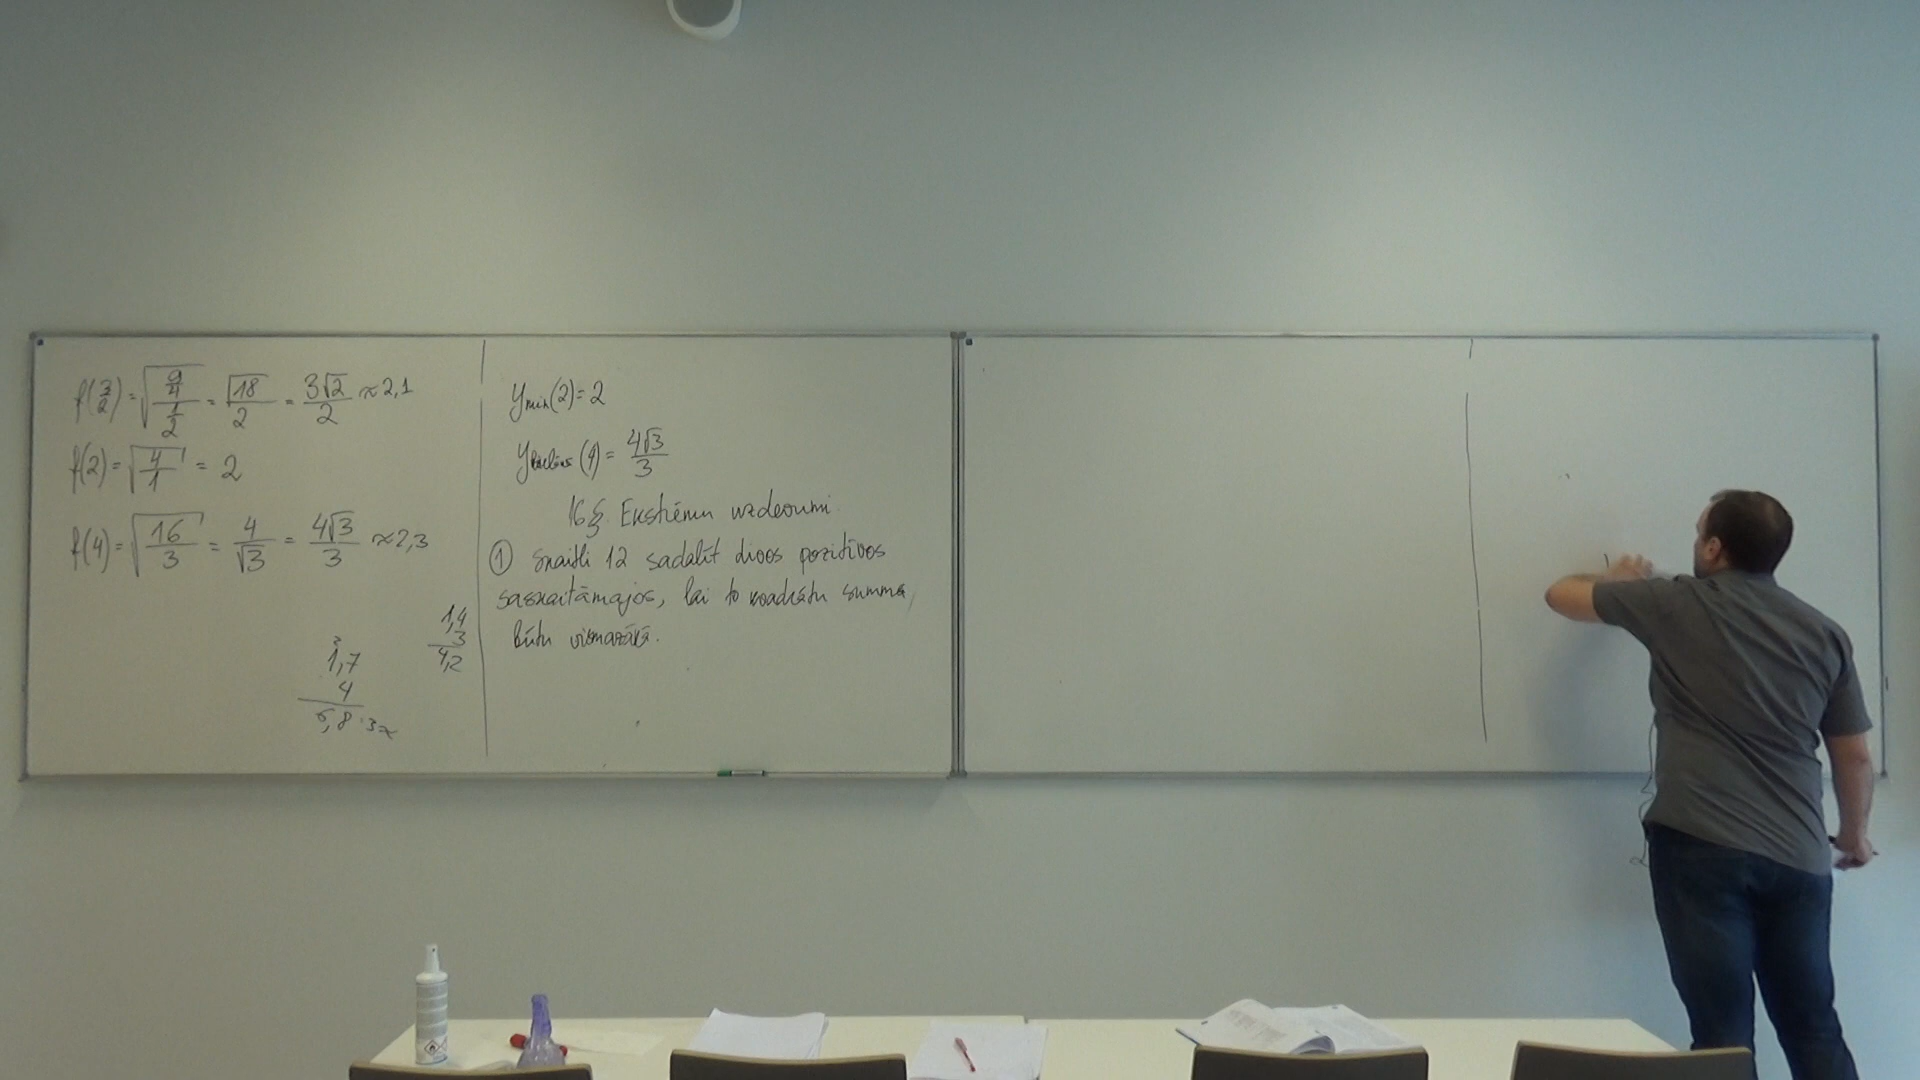 f(3/2) = √((9/4)/(1/2)) = √18/2 = 3√2/2 ≈ 2,1
f(2) = √(4/1) = 2
f(4) = √(16/3) = 4/√3 = 4√3/3 ≈ 2,3
1,4
3
4,2
3
1,7
4
6,8 : 3 ≈
ymin(2) = 2
(4) = 4√3/3
16§. Ekstrēmu uzdevumi.
① Skaitli 12 sadalīt divos pozitīvos
saskaitāmajos, lai to kvadrātu summa
būtu vismazākā.